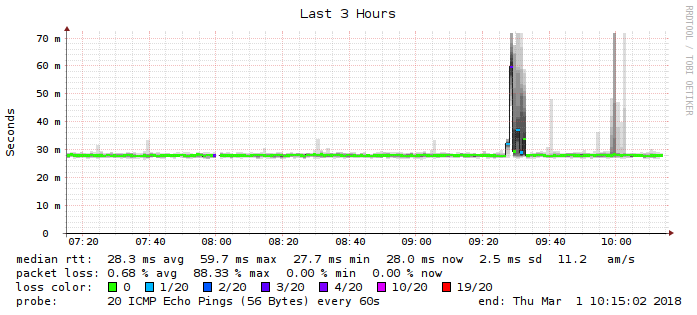 Last 3 Hours
RRDTOOL / TOBI OETIKER
Seconds
70 m
60 m
50 m
40 m
30 m
20 m
10 m
0
07:20 07:40 08:00 08:20 08:40 09:00 09:20 09:40 10:00
median rtt: 28.3 ms avg 59.7 ms max 27.7 ms min 28.0 ms now 2.5 ms sd 11.2 am/s
packet loss: 0.68 % avg 88.33 % max 0.00 % min 0.00 % now
loss color: 0 1/20 2/20 3/20 4/20 10/20 19/20
probe: 20 ICMP Echo Pings (56 Bytes) every 60s end: Thu Mar 1 10:15:02 2018